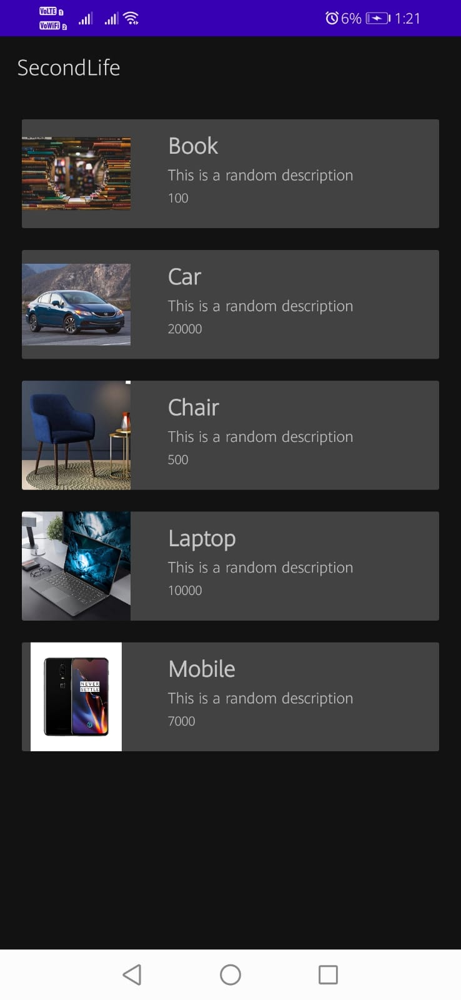 VoLTE 1
VoWiFi 2
6% 1:21
SecondLife
Book
This is a random description
100
Car
This is a random description
20000
Chair
This is a random description
500
Laptop
This is a random description
10000
NEVER
SETTLE
Mobile
This is a random description
7000